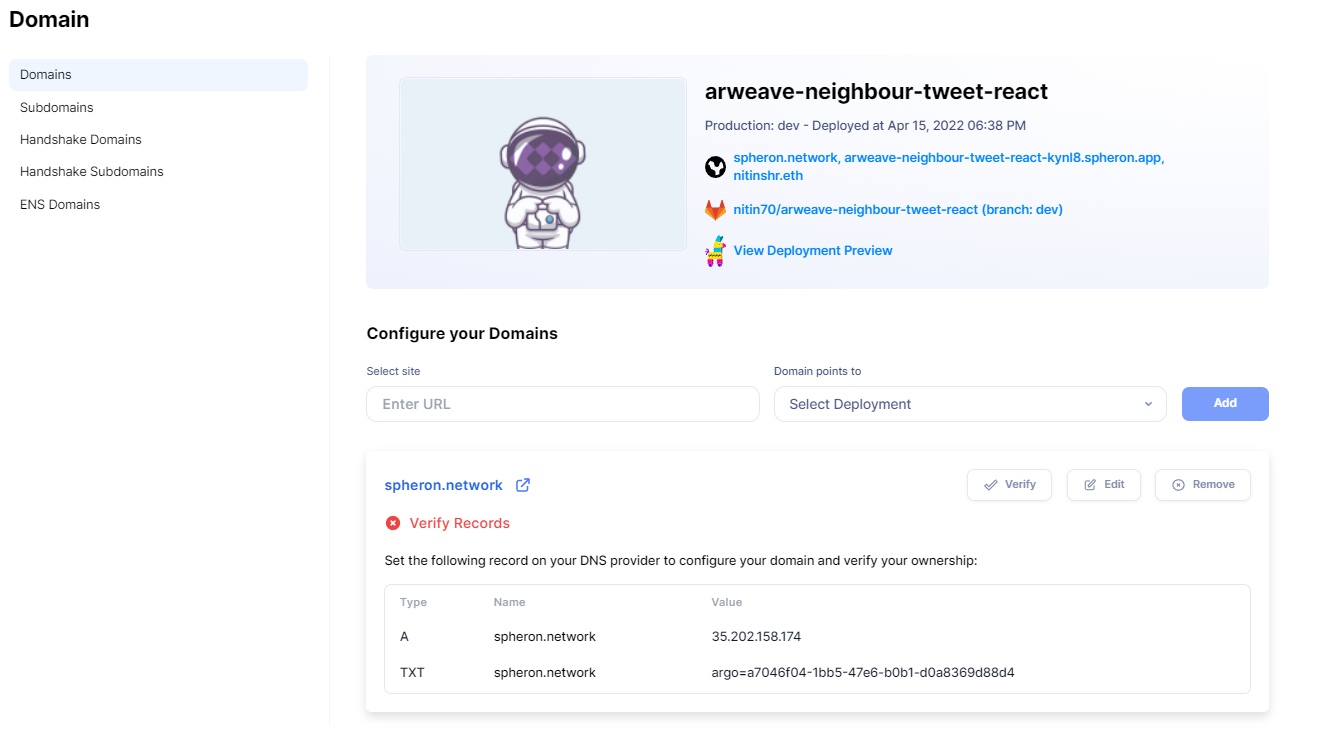 Domain
Domains
Subdomains
Handshake Domains
Handshake Subdomains
ENS Domains
arweave-neighbour-tweet-react
Production: dev - Deployed at Apr 15, 2022 06:38 PM
spheron.network, arweave-neighbour-tweet-react-kynl8.spheron.app,
nitinshr.eth
nitin70/arweave-neighbour-tweet-react (branch: dev)
View Deployment Preview
Configure your Domains
Select site Domain points to
Enter URL Select Deployment Add
spheron.network Verify Edit Remove
Verify Records
Set the following record on your DNS provider to configure your domain and verify your ownership:
Type Name Value
A spheron.network 35.202.158.174
TXT spheron.network argo=a7046f04-1bb5-47e6-b0b1-d0a8369d88d4